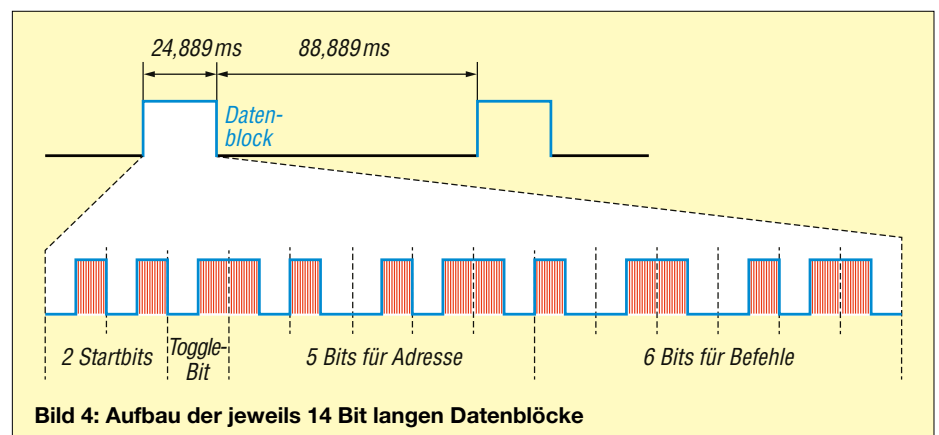 24,889 ms 88,889 ms
Daten-
block
2 Startbits
Toggle-
Bit
5 Bits für Adresse
6 Bits für Befehle
Bild 4: Aufbau der jeweils 14 Bit langen Datenblöcke